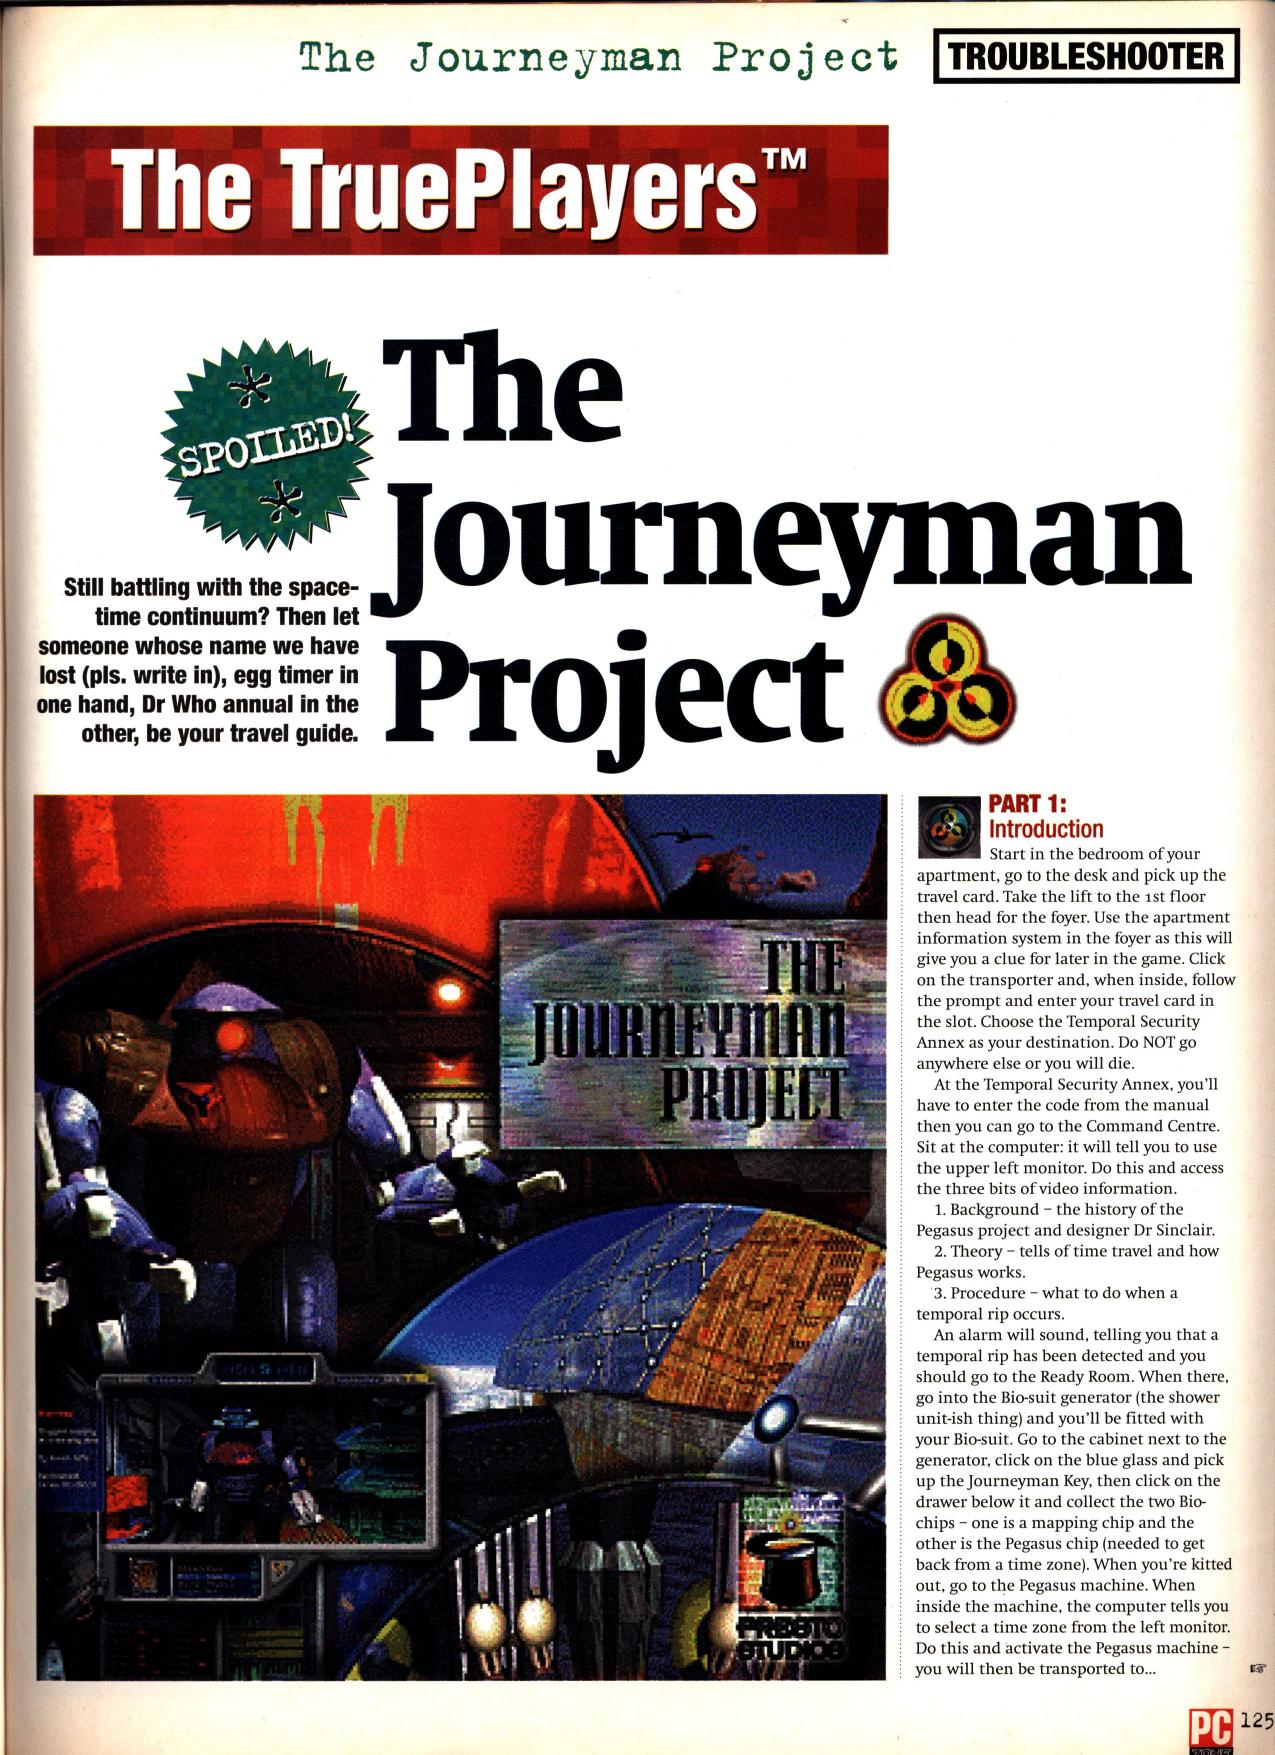 The Journeyman Project
TROUBLESHOOTER
The TruePlayers™
SPOILED!
The
Journeyman
Project
Still battling with the space-
time continuum? Then let
someone whose name we have
lost (pls. write in), egg timer in
one hand, Dr Who annual in the
other, be your travel guide.
THE
JOURNEYMAN
PROJECT
PRESTO
STUDIOS
PART 1:
Introduction
Start in the bedroom of your
apartment, go to the desk and pick up the
travel card. Take the lift to the 1st floor
then head for the foyer. Use the apartment
information system in the foyer as this will
give you a clue for later in the game. Click
on the transporter and, when inside, follow
the prompt and enter your travel card in
the slot. Choose the Temporal Security
Annex as your destination. Do NOT go
anywhere else or you will die.
At the Temporal Security Annex, you'll
have to enter the code from the manual
then you can go to the Command Centre.
Sit at the computer: it will tell you to use
the upper left monitor. Do this and access
the three bits of video information.
1. Background – the history of the
Pegasus project and designer Dr Sinclair.
2. Theory – tells of time travel and how
Pegasus works.
3. Procedure – what to do when a
temporal rip occurs.
An alarm will sound, telling you that a
temporal rip has been detected and you
should go to the Ready Room. When there,
go into the Bio-suit generator (the shower
unit-ish thing) and you'll be fitted with
your Bio-suit. Go to the cabinet next to the
generator, click on the blue glass and pick
up the Journeyman Key, then click on the
drawer below it and collect the two Bio-
chips – one is a mapping chip and the
other is the Pegasus chip (needed to get
back from a time zone). When you're kitted
out, go to the Pegasus machine. When
inside the machine, the computer tells you
to select a time zone from the left monitor.
Do this and activate the Pegasus machine –
you will then be transported to...
PC
ZONE
125